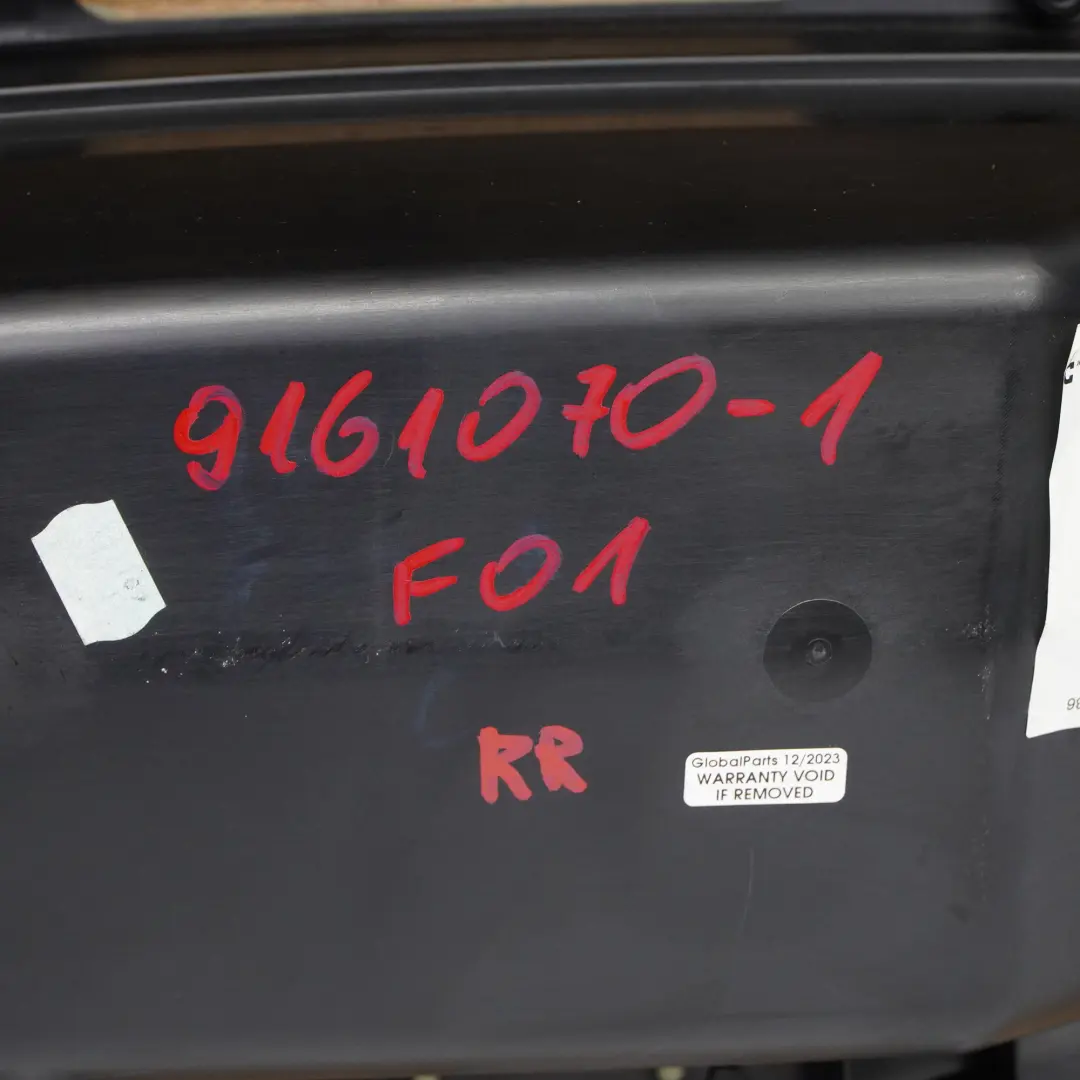 9161070-1
F01
RR
GlobalParts 12/2023
WARRANTY VOID
IF REMOVED